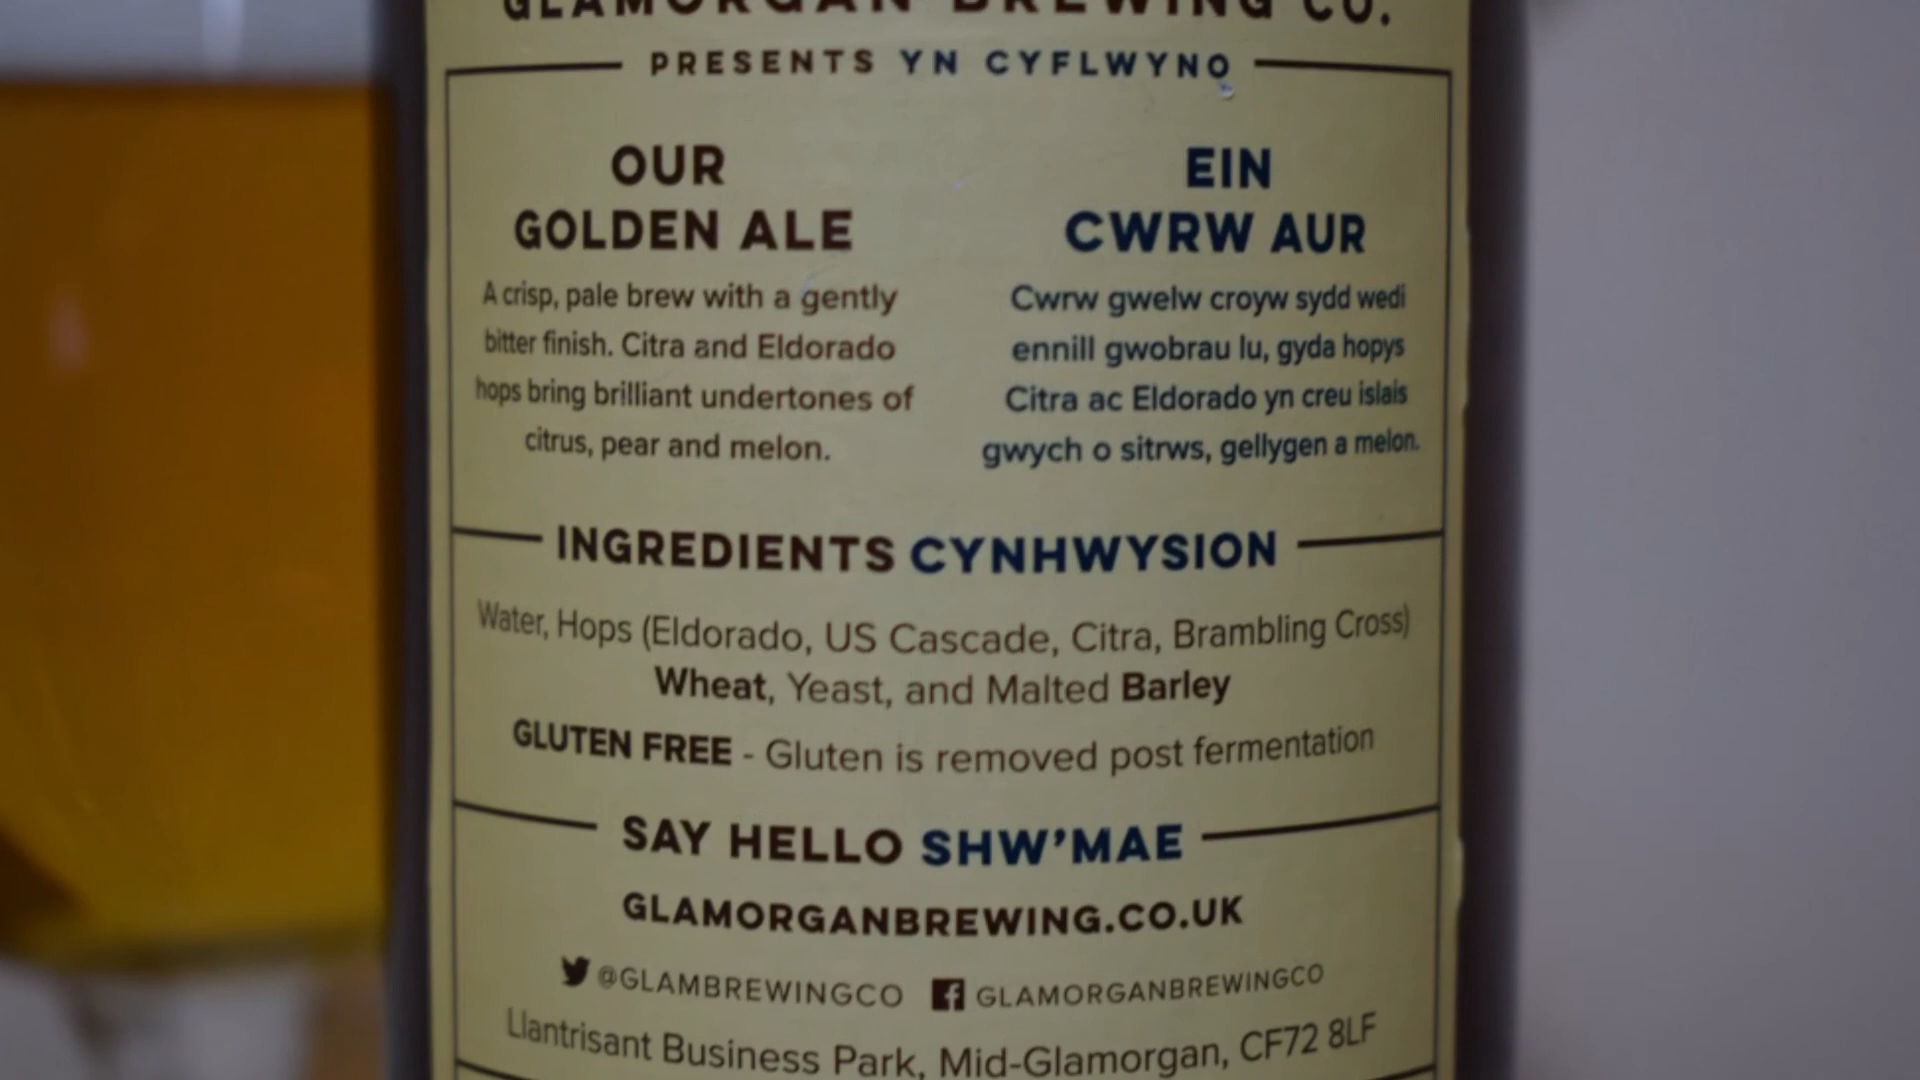 GLAMORGAN BREWING CO.
PRESENTS YN CYFLWYNO
OUR
GOLDEN ALE
A crisp, pale brew with a gently
bitter finish. Citra and Eldorado
hops bring brilliant undertones of
citrus, pear and melon.
EIN
CWRW AUR
Cwrw gwelw croyw sydd wedi
ennill gwobrau lu, gyda hopys
Citra ac Eldorado yn creu islais
gwych o sitrws, gellygen a melon.
INGREDIENTS CYNHWYSION
Water, Hops (Eldorado, US Cascade, Citra, Brambling Cross)
Wheat, Yeast, and Malted Barley
GLUTEN FREE - Gluten is removed post fermentation
SAY HELLO SHW'MAE
GLAMORGANBREWING.CO.UK
@GLAMBREWINGCO GLAMORGANBREWINGCO
Llantrisant Business Park, Mid-Glamorgan, CF72 8LF